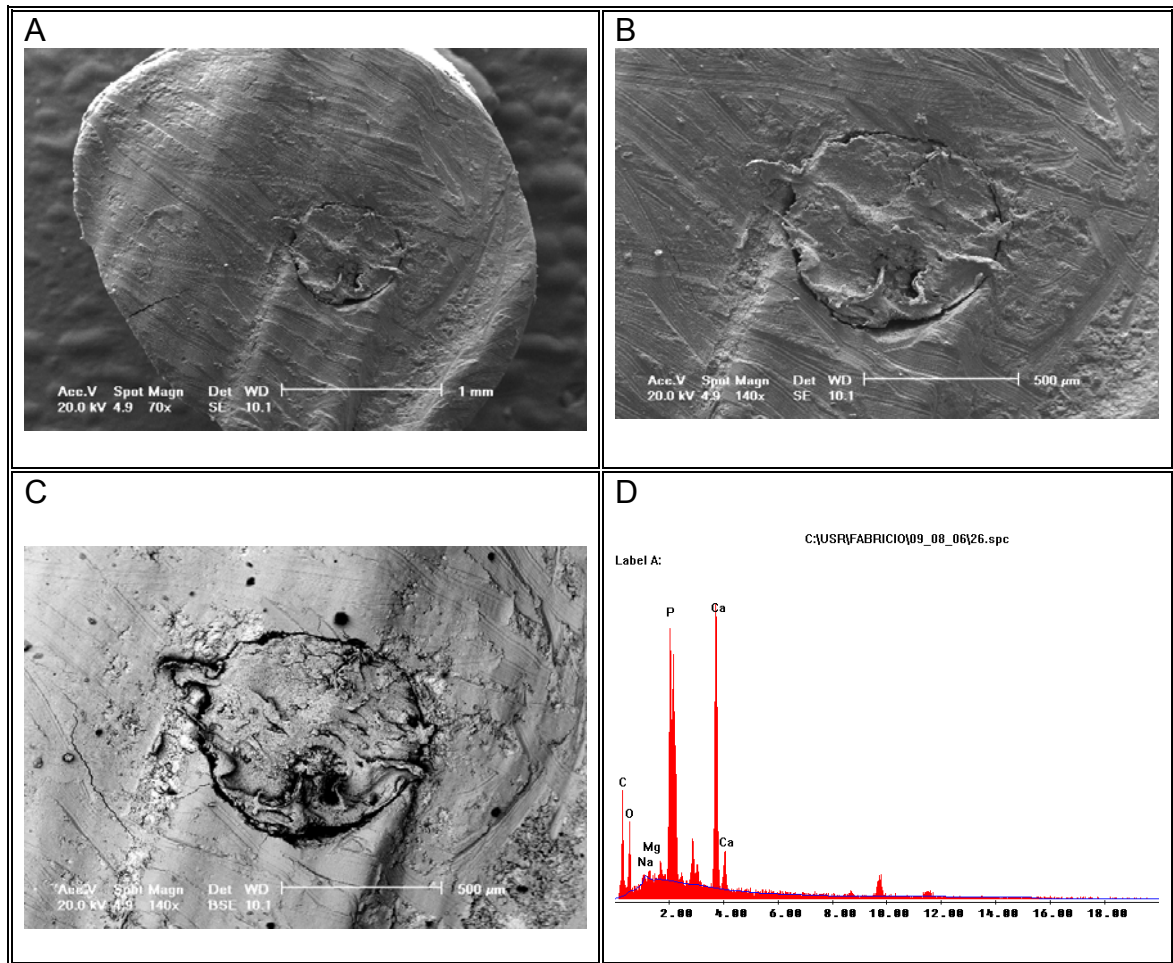 A
Acc.V Spot Magn Det WD 1 mm
20.0 kV 4.9 70x SE 10.1
B
Acc.V Spot Magn Det WD 500 µm
20.0 kV 4.9 140x SE 10.1
C
Acc.V Spot Magn Det WD 500 µm
20.0 kV 4.9 140x BSE 10.1
D
C:\USR\FABRICIO\09_08_06\26.spc
Label A:
P
Ca
C
O
Mg
Na
Ca
2.00 4.00 6.00 8.00 10.00 12.00 14.00 16.00 18.00